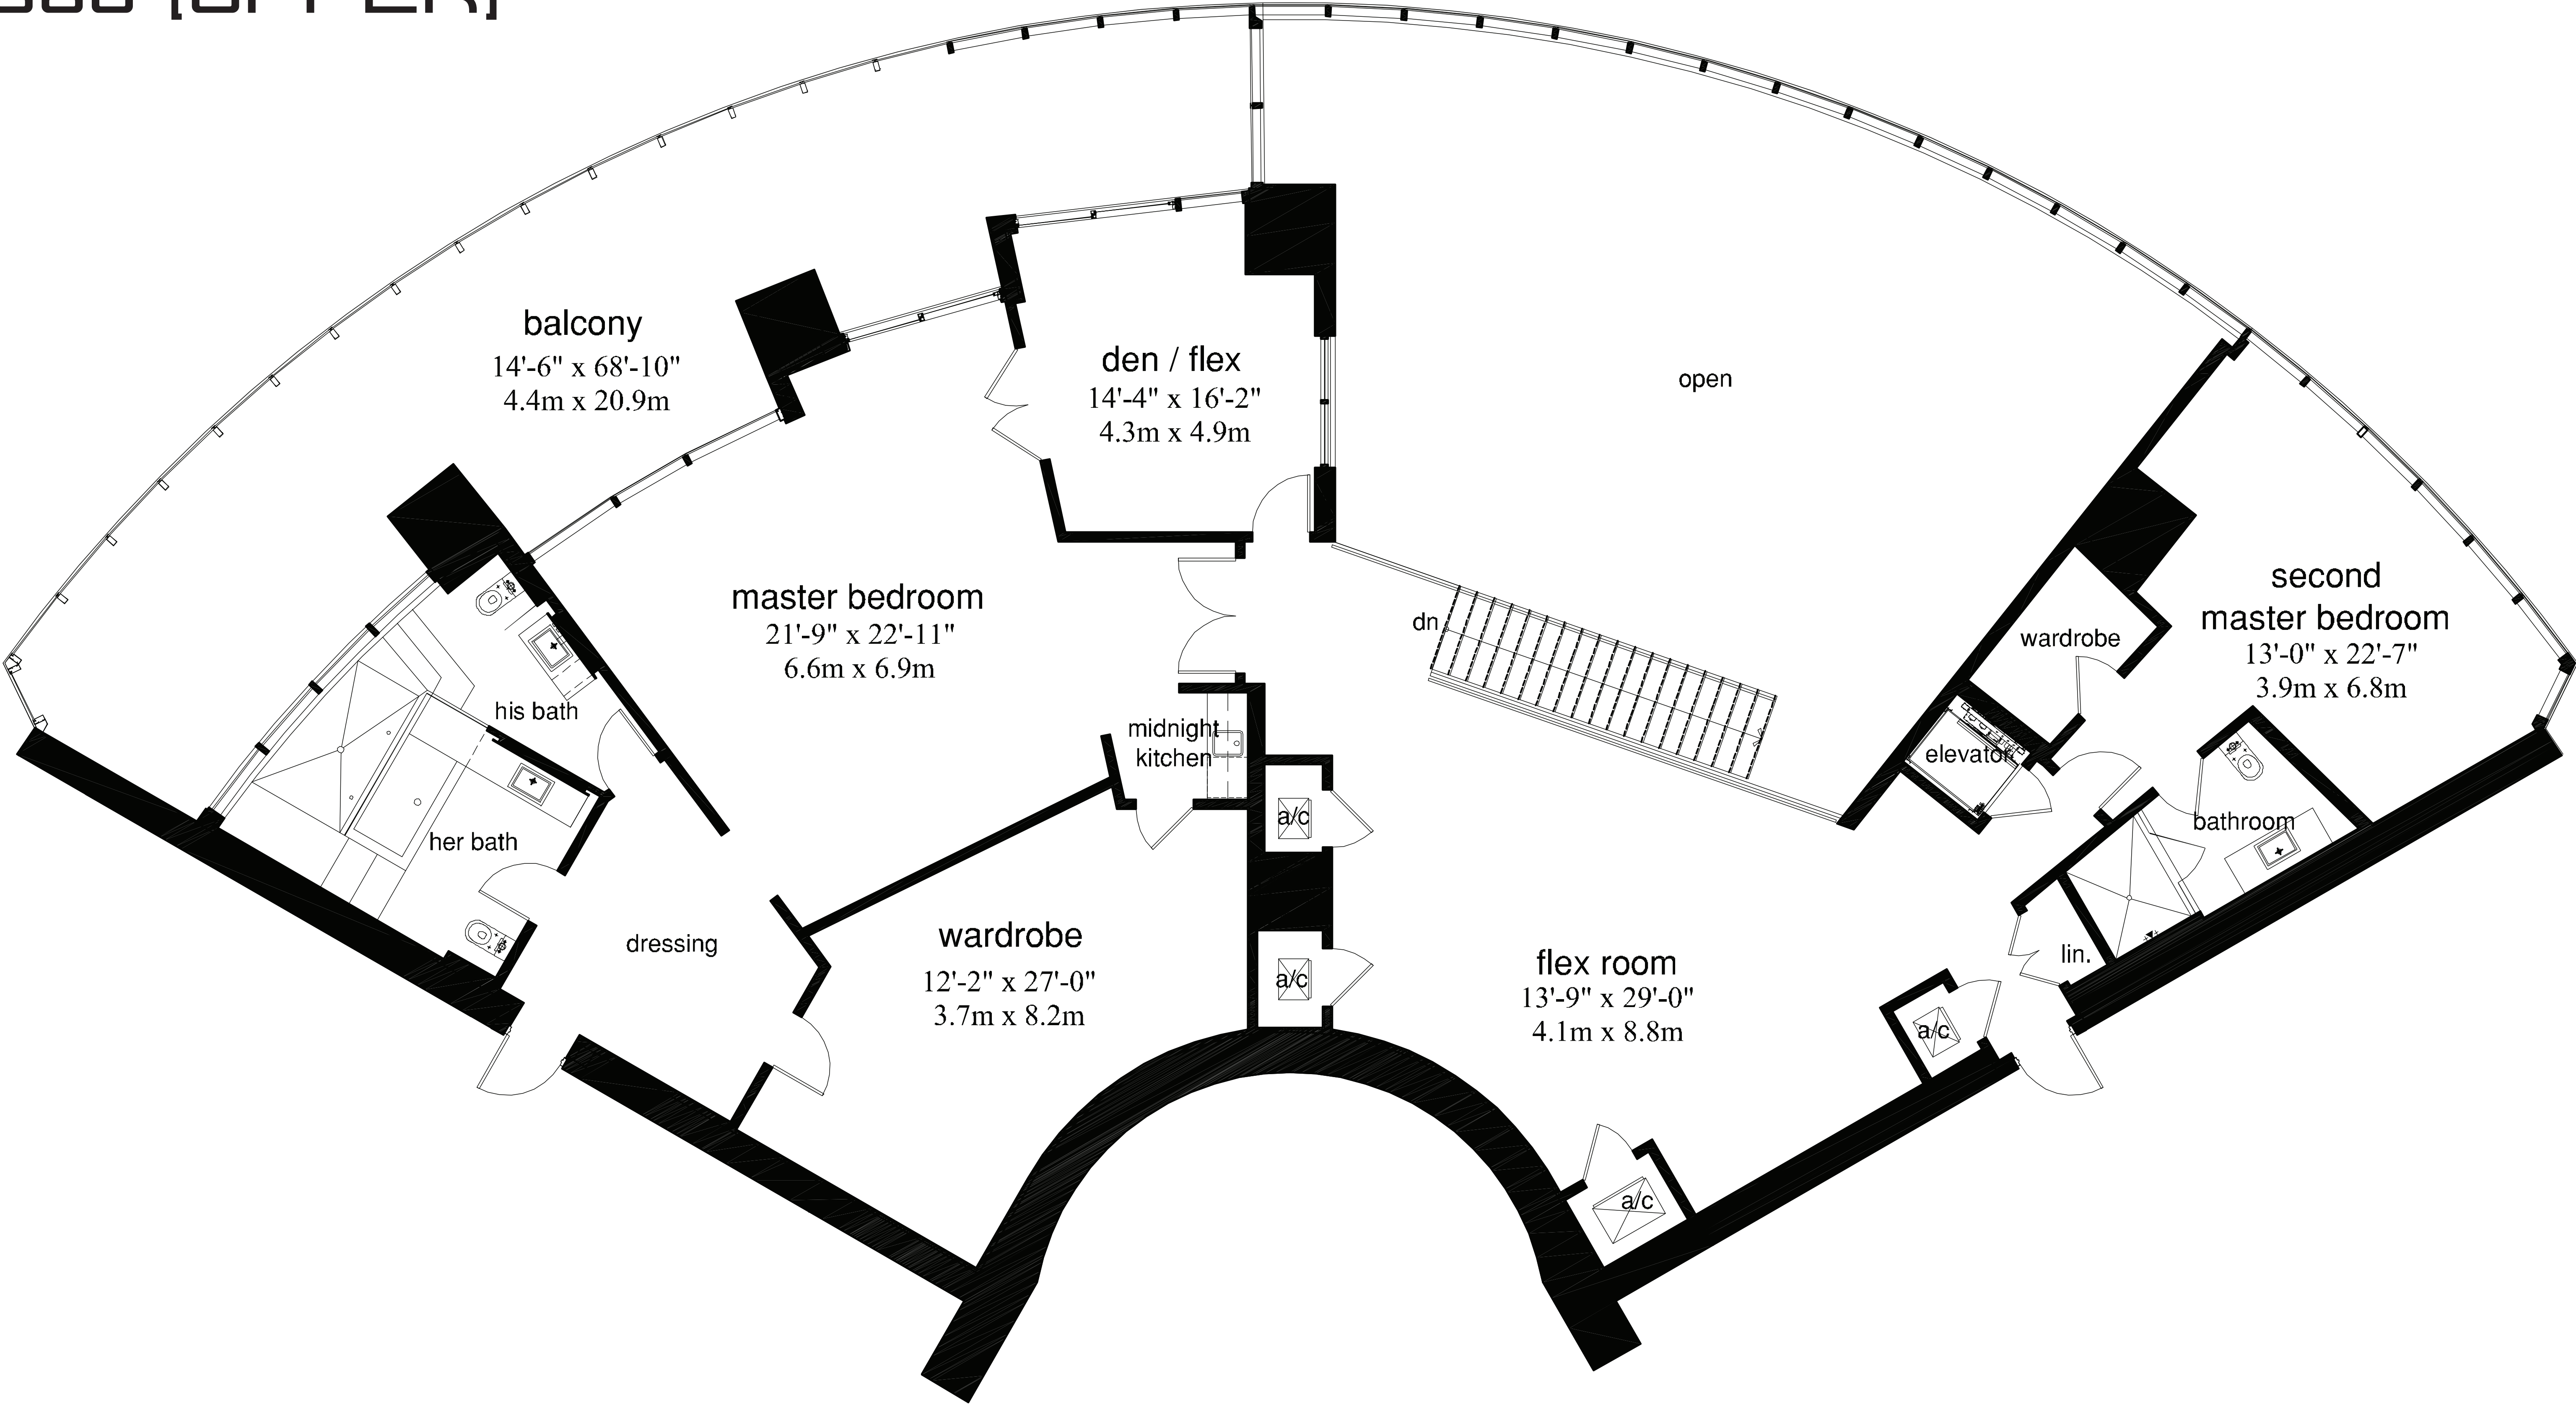 balcony
14'-6" x 68'-10"
4.4m x 20.9m
den / flex
14'-4" x 16'-2"
4.3m x 4.9m
open
master bedroom
21'-9" x 22'-11"
6.6m x 6.9m
dn
second
master bedroom
13'-0" x 22'-7"
3.9m x 6.8m
wardrobe
elevator
his bath
her bath
midnight
kitchen
a/c
bathroom
dressing
wardrobe
12'-2" x 27'-0"
3.7m x 8.2m
a/c
flex room
13'-9" x 29'-0"
4.1m x 8.8m
lin.
a/c
a/c